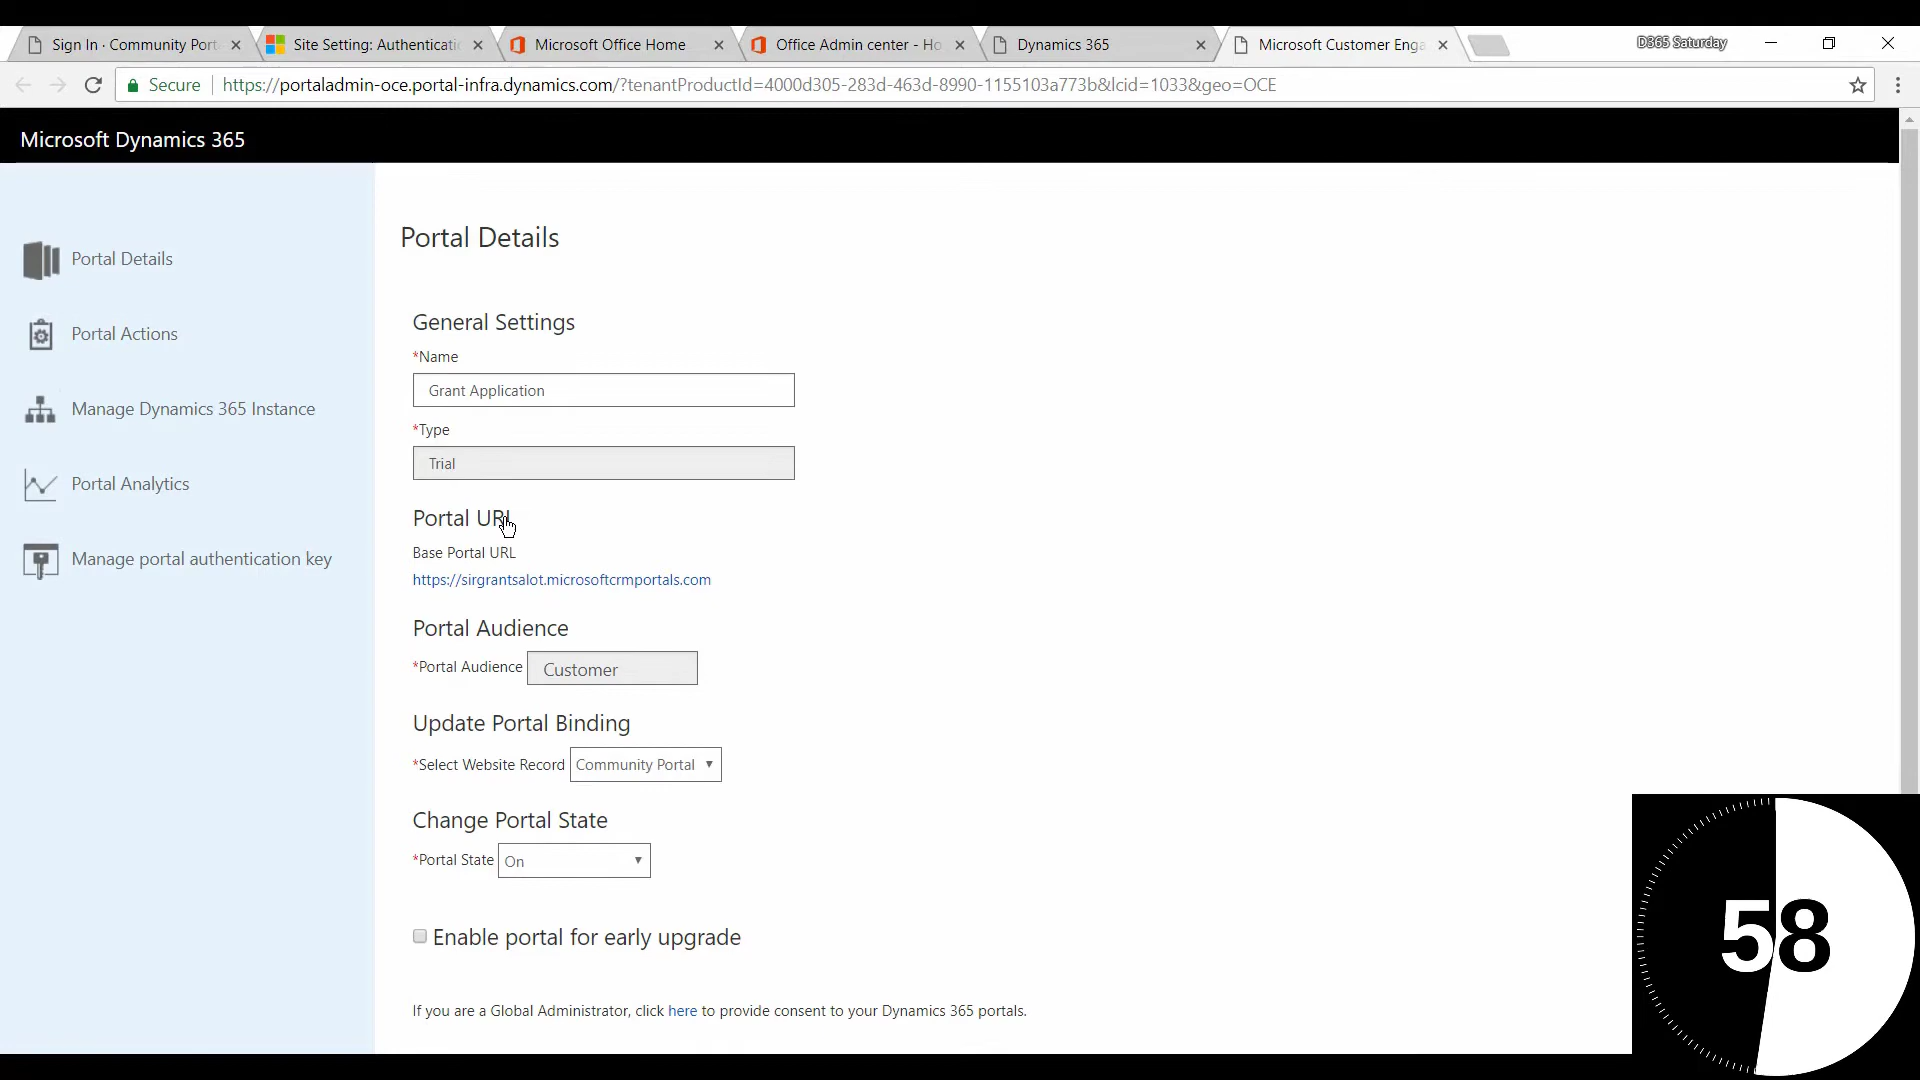 Sign In · Community Port
Site Setting: Authenticati
Microsoft Office Home
Office Admin center - Ho
Dynamics 365
Microsoft Customer Enga
D365 Saturday
Secure
https://portaladmin-oce.portal-infra.dynamics.com/?tenantProductId=4000d305-283d-463d-8990-1155103a773b&lcid=1033&geo=OCE
Microsoft Dynamics 365
Portal Details
Portal Actions
Manage Dynamics 365 Instance
Portal Analytics
Manage portal authentication key
Portal Details
General Settings
*Name
Grant Application
*Type
Trial
Portal URL
Base Portal URL
https://sirgrantsalot.microsoftcrmportals.com
Portal Audience
*Portal Audience Customer
Update Portal Binding
*Select Website Record Community Portal
Change Portal State
*Portal State On
Enable portal for early upgrade
If you are a Global Administrator, click here to provide consent to your Dynamics 365 portals.
58